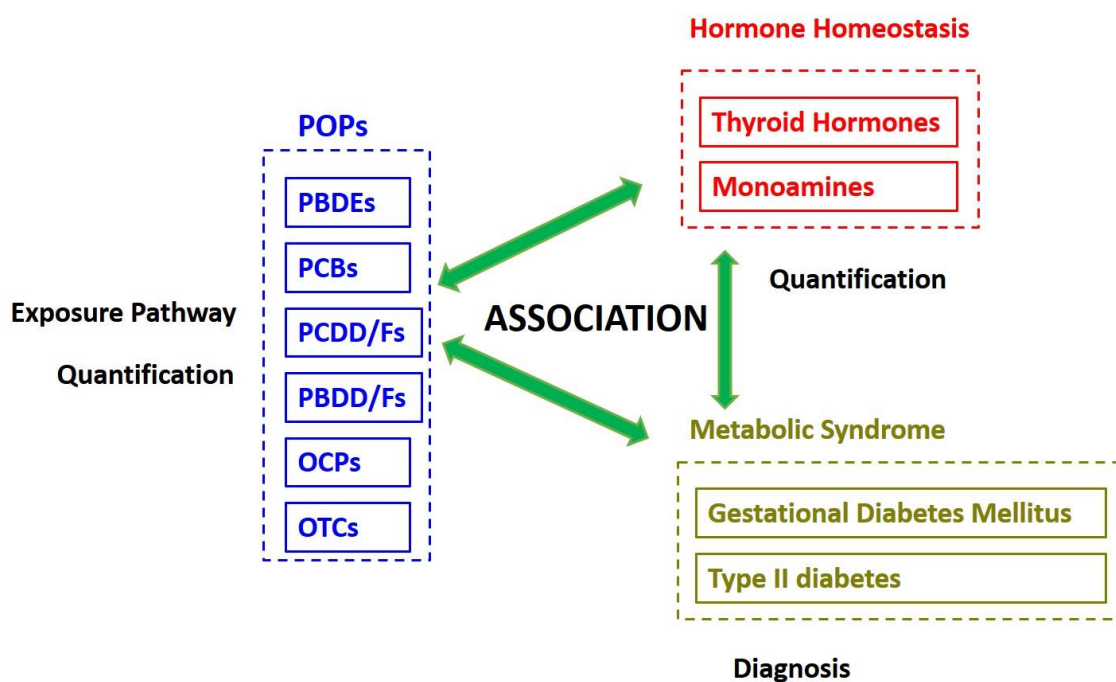 Hormone Homeostasis
Thyroid Hormones
Monoamines
POPs
PBDEs
PCBs
PCDD/Fs
PBDD/Fs
OCPs
OTCs
Exposure Pathway
Quantification
ASSOCIATION
Quantification
Metabolic Syndrome
Gestational Diabetes Mellitus
Type II diabetes
Diagnosis